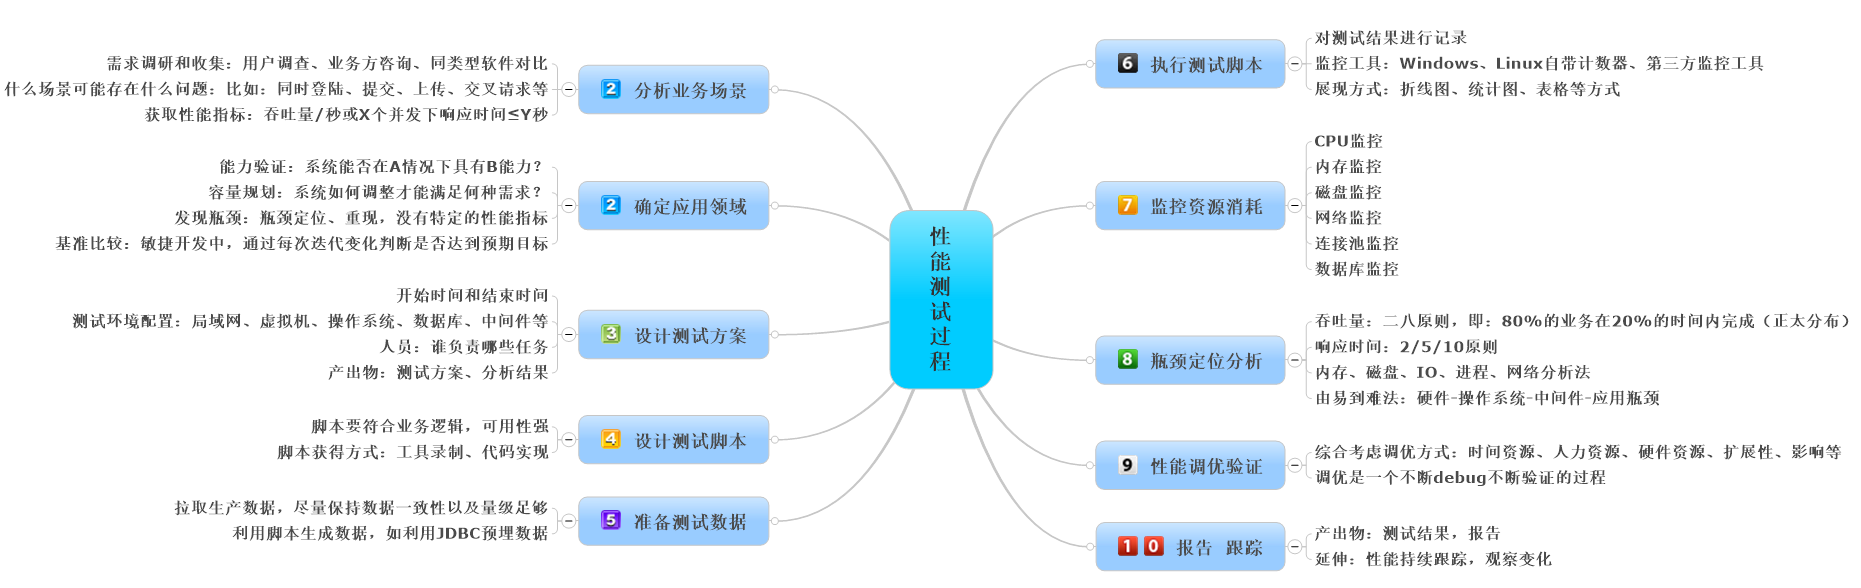 性能测试过程
2 分析业务场景
需求调研和收集：用户调查、业务方咨询、同类型软件对比
什么场景可能存在什么问题：比如：同时登陆、提交、上传、交叉请求等
获取性能指标：吞吐量/秒或X个并发下响应时间≤Y秒
2 确定应用领域
能力验证：系统能否在A情况下具有B能力？
容量规划：系统如何调整才能满足何种需求？
发现瓶颈：瓶颈定位、重现，没有特定的性能指标
基准比较：敏捷开发中，通过每次迭代变化判断是否达到预期目标
3 设计测试方案
开始时间和结束时间
测试环境配置：局域网、虚拟机、操作系统、数据库、中间件等
人员：谁负责哪些任务
产出物：测试方案、分析结果
4 设计测试脚本
脚本要符合业务逻辑，可用性强
脚本获得方式：工具录制、代码实现
5 准备测试数据
拉取生产数据，尽量保持数据一致性以及量级足够
利用脚本生成数据，如利用JDBC预埋数据
6 执行测试脚本
对测试结果进行记录
监控工具：Windows、Linux自带计数器、第三方监控工具
展现方式：折线图、统计图、表格等方式
7 监控资源消耗
CPU监控
内存监控
磁盘监控
网络监控
连接池监控
数据库监控
8 瓶颈定位分析
吞吐量：二八原则，即：80%的业务在20%的时间内完成（正太分布）
响应时间：2/5/10原则
内存、磁盘、IO、进程、网络分析法
由易到难法：硬件-操作系统-中间件-应用瓶颈
9 性能调优验证
综合考虑调优方式：时间资源、人力资源、硬件资源、扩展性、影响等
调优是一个不断debug不断验证的过程
10 报告 跟踪
产出物：测试结果，报告
延伸：性能持续跟踪，观察变化